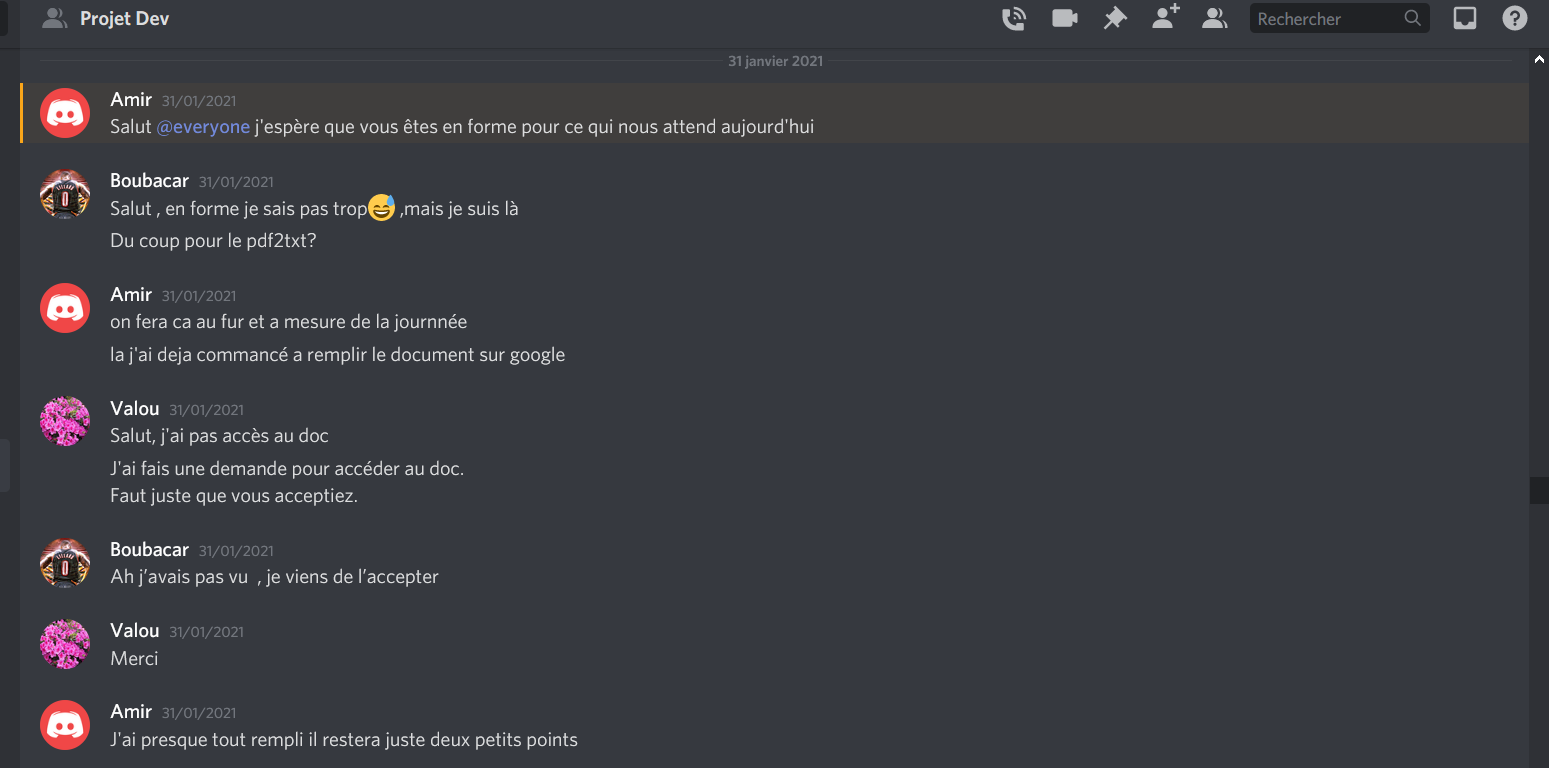 Projet Dev
Rechercher
31 janvier 2021
Amir 31/01/2021
Salut @everyone j'espère que vous êtes en forme pour ce qui nous attend aujourd'hui
Boubacar 31/01/2021
Salut , en forme je sais pas trop😅 ,mais je suis là
Du coup pour le pdf2txt?
Amir 31/01/2021
on fera ca au fur et a mesure de la journnée
la j'ai deja commancé a remplir le document sur google
Valou 31/01/2021
Salut, j'ai pas accès au doc
J'ai fais une demande pour accéder au doc.
Faut juste que vous acceptiez.
Boubacar 31/01/2021
Ah j’avais pas vu  , je viens de l’accepter
Valou 31/01/2021
Merci
Amir 31/01/2021
J'ai presque tout rempli il restera juste deux petits points